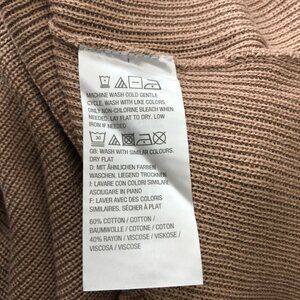 MACHINE WASH COLD GENTLE
CYCLE. WASH WITH LIKE COLORS.
ONLY NON-CHLORINE BLEACH WHEN
NEEDED. LAY FLAT TO DRY. LOW
IRON IF NEEDED
30
GB: WASH WITH SIMILAR COLOURS.
DRY FLAT
D: MIT ÄHNLICHEN FARBEN
WASCHEN. LIEGEND TROCKNEN
I: LAVARE CON COLORI SIMILARI.
ASCIUGARE IN PIANO
F: LAVER AVEC DES COLORIS
SIMILAIRES. SÉCHER À PLAT
60% COTTON / COTTON /
BAUMWOLLE / COTONE / COTON
40% RAYON / VISCOSE / VISKOSE /
VISCOSA / VISCOSE